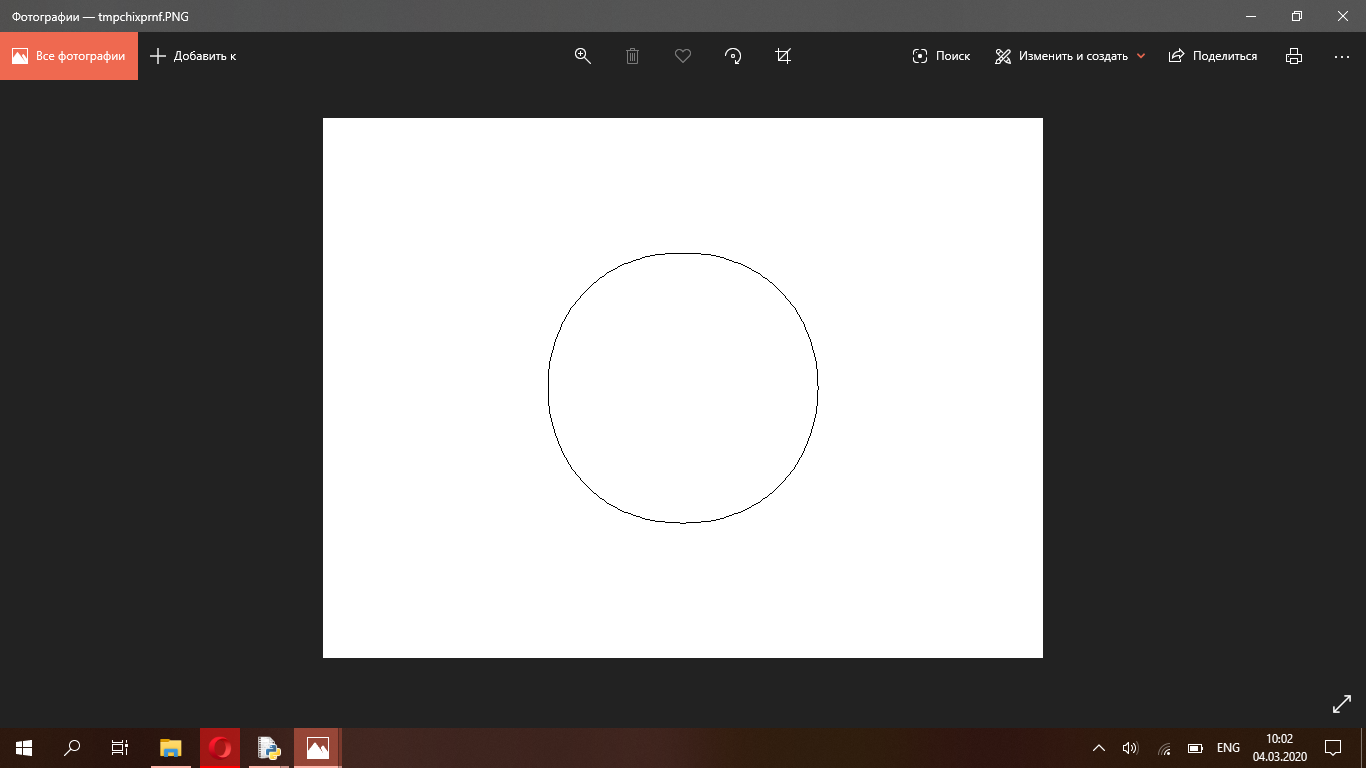 Фотографии — tmpchixprnf.PNG
Все фотографии
Добавить к
Поиск
Изменить и создать
Поделиться
ENG
10:02
04.03.2020